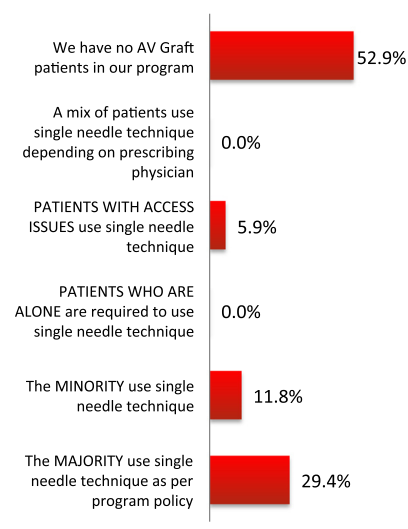 We have no AV Graft
patients in our program
52.9%
A mix of patients use
single needle technique
depending on prescribing
physician
0.0%
PATIENTS WITH ACCESS
ISSUES use single needle
technique
5.9%
PATIENTS WHO ARE
ALONE are required to use
single needle technique
0.0%
The MINORITY use single
needle technique
11.8%
The MAJORITY use single
needle technique as per
program policy
29.4%